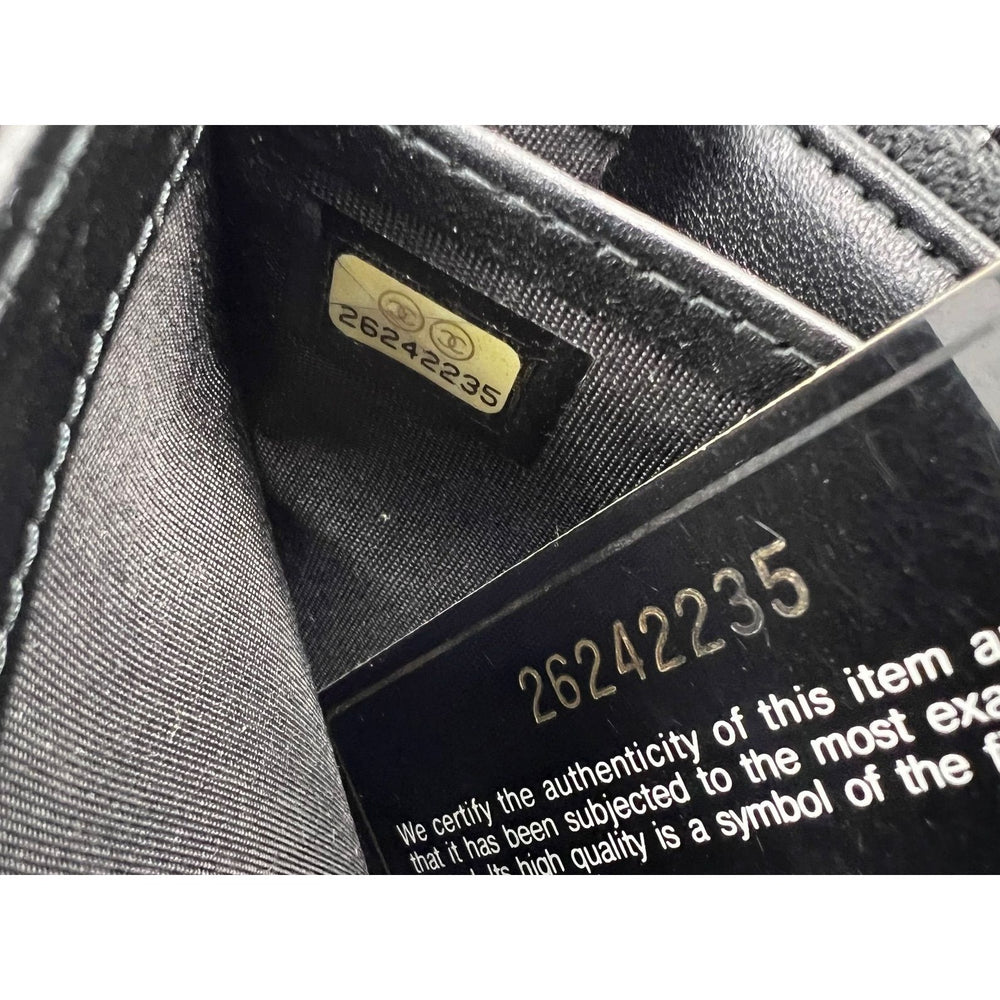 26242235
26242235
We certify the authenticity of this item a
that it has been subjected to the most exa
Its high quality is a symbol of the f